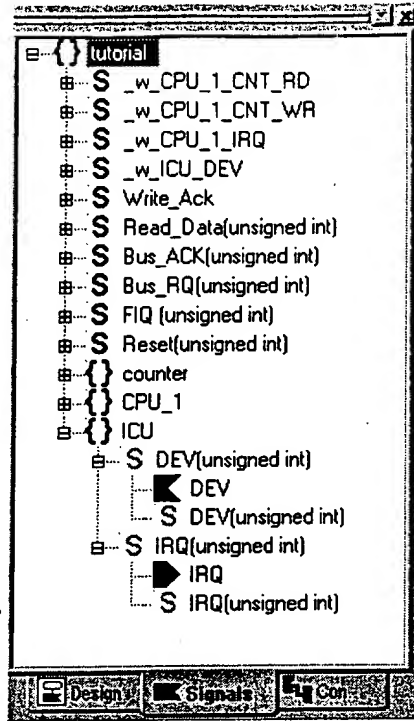 tutorial
S _w_CPU_1_CNT_RD
S _w_CPU_1_CNT_WR
S _w_CPU_1_IRQ
S _w_ICU_DEV
S Write_Ack
S Read_Data(unsigned int)
S Bus_ACK(unsigned int)
S Bus_RQ(unsigned int)
S FIQ (unsigned int)
S Reset(unsigned int)
{} counter
{} CPU_1
{} ICU
S DEV(unsigned int)
DEV
S DEV(unsigned int)
S IRQ(unsigned int)
IRQ
S IRQ(unsigned int)
Design Signals Con